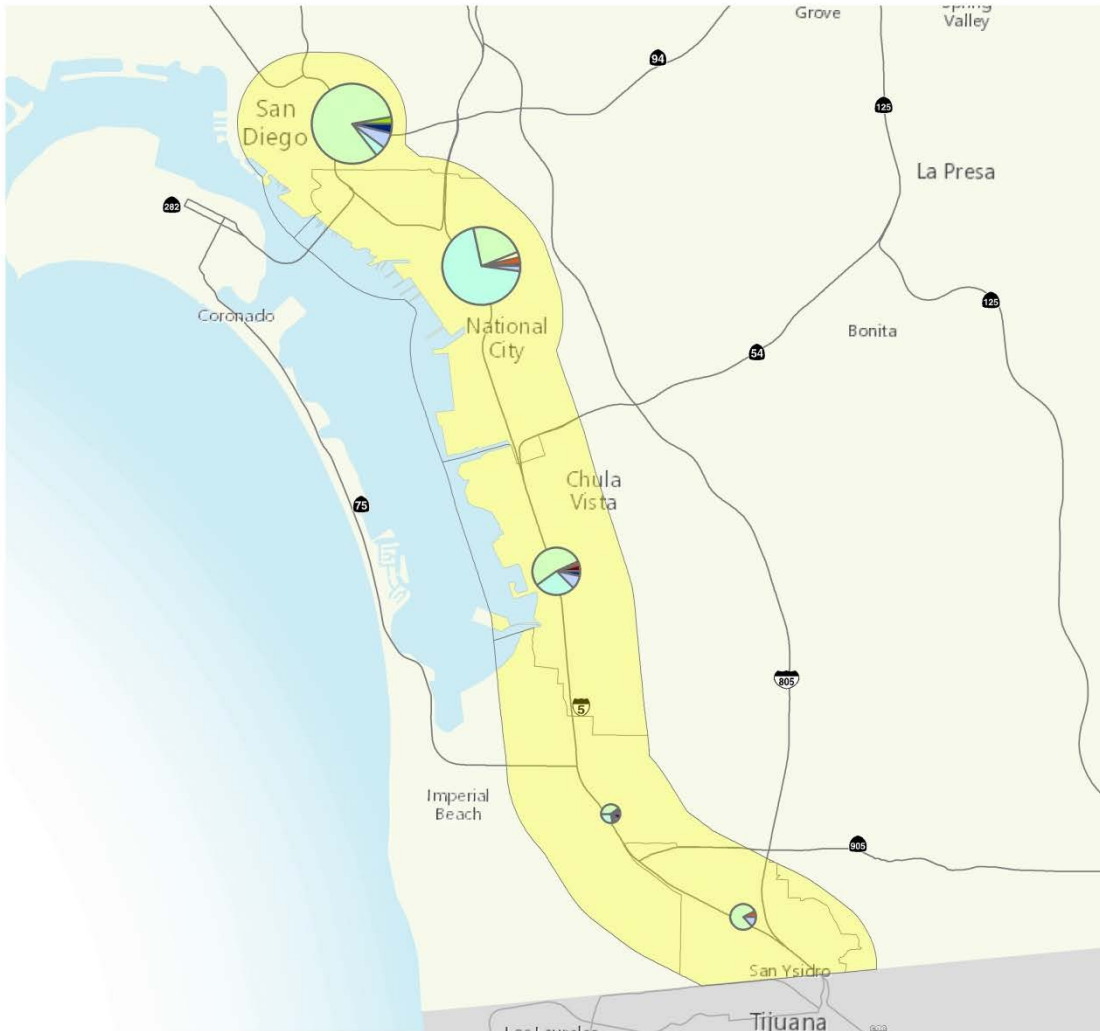 Grove
Spring
Valley
94
San
Diego
125
La Presa
282
125
Coronado
National
City
Bonita
54
Chula
Vista
75
805
5
Imperial
Beach
905
San Ysidro
Tijuana